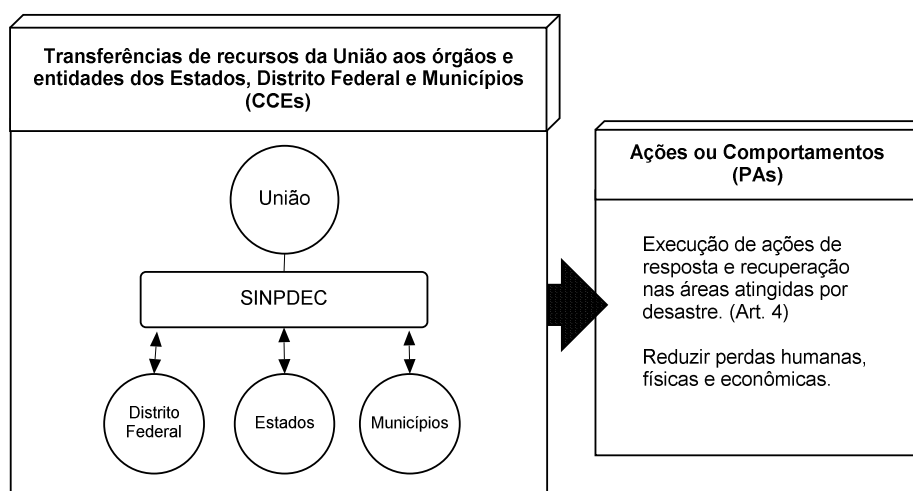 Transferências de recursos da União aos órgãos e
entidades dos Estados, Distrito Federal e Municípios
(CCEs)
União
SINPDEC
Distrito
Federal
Estados
Municípios
Ações ou Comportamentos
(PAs)
Execução de ações de
resposta e recuperação
nas áreas atingidas por
desastre. (Art. 4)
Reduzir perdas humanas,
físicas e econômicas.